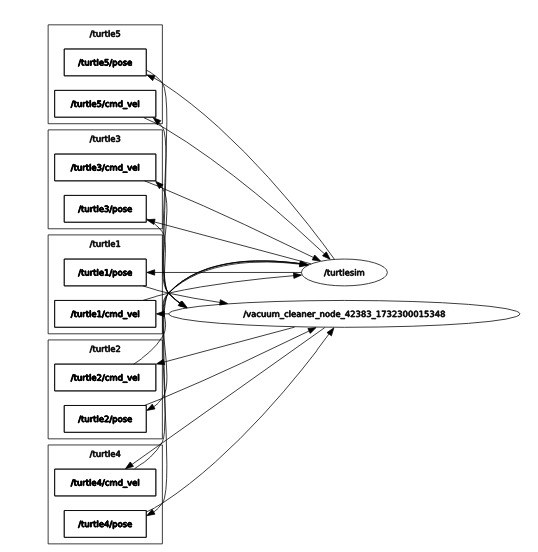 /turtle5
/turtle5/pose
/turtle5/cmd_vel
/turtle3
/turtle3/cmd_vel
/turtle3/pose
/turtle1
/turtle1/pose
/turtle1/cmd_vel
/turtle2
/turtle2/cmd_vel
/turtle2/pose
/turtle4
/turtle4/cmd_vel
/turtle4/pose
/turtlesim
/vacuum_cleaner_node_42383_1732300015348